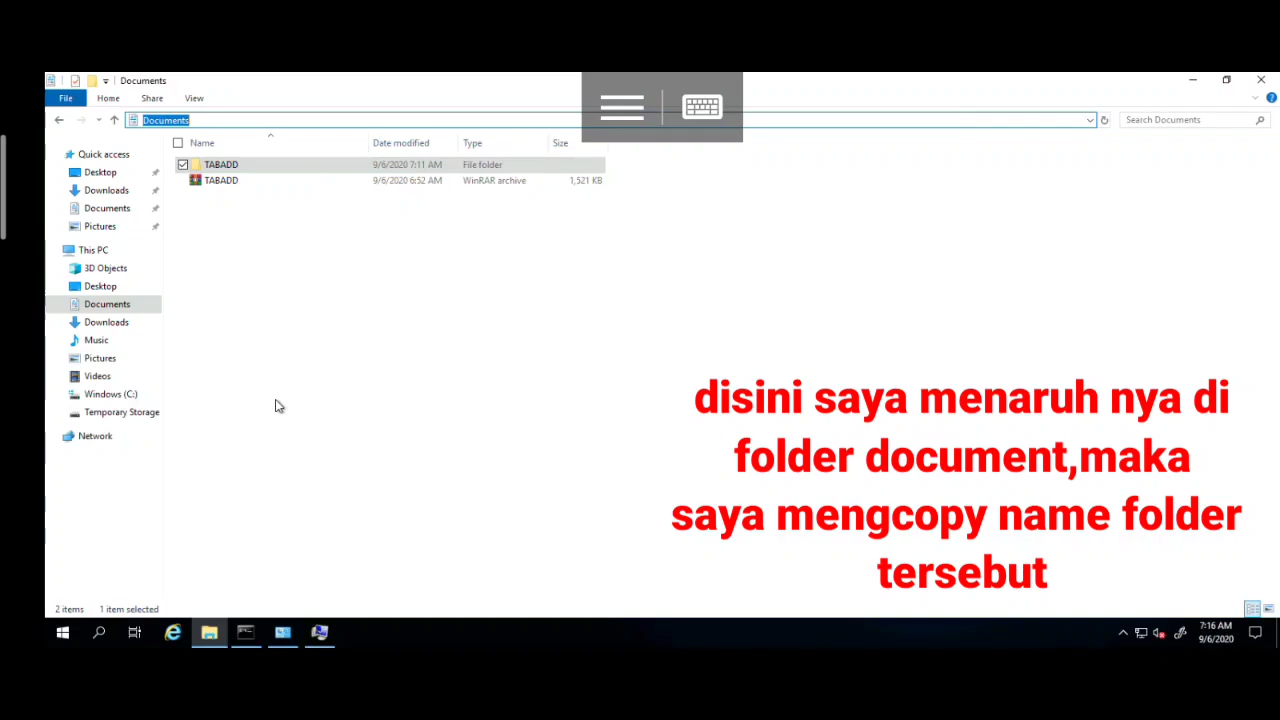 Documents
File
Home
Share
View
Documents
Search Documents
Name
Date modified
Type
Size
TABADD
9/6/2020 7:11 AM
File folder
TABADD
9/6/2020 6:52 AM
WinRAR archive
1,521 KB
Quick access
Desktop
Downloads
Documents
Pictures
This PC
3D Objects
Desktop
Documents
Downloads
Music
Pictures
Videos
Windows (C:)
Temporary Storage
Network
disini saya menaruh nya di
folder document,maka
saya mengcopy name folder
tersebut
2 items
1 item selected
7:16 AM
9/6/2020